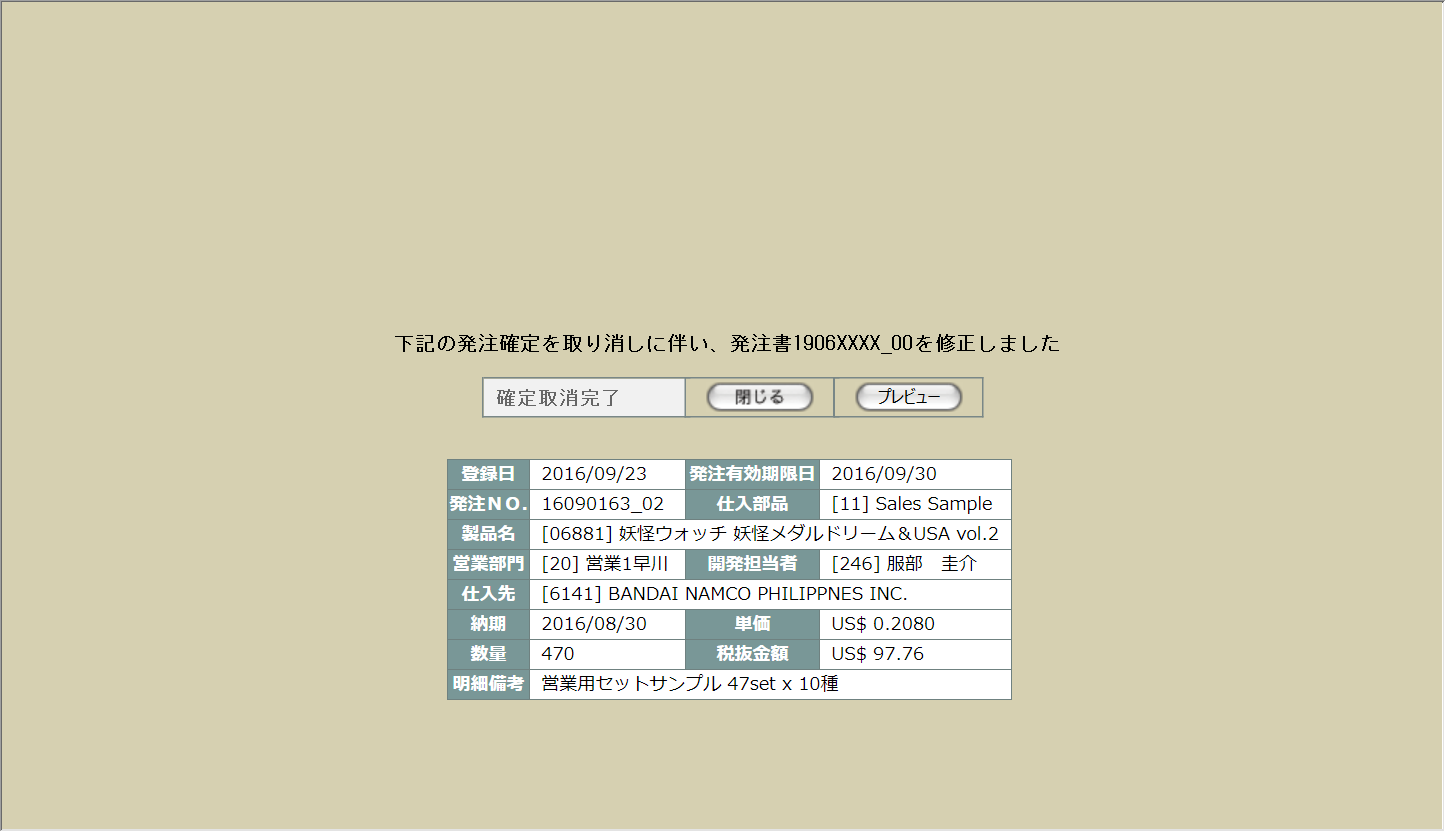 下記の発注確定を取り消しに伴い、発注書1906XXXX_00を修正しました
確定取消完了 閉じる プレビュー
登録日 2016/09/23 発注有効期限日 2016/09/30
発注ＮＯ. 16090163_02 仕入部品 [11] Sales Sample
製品名 [06881] 妖怪ウォッチ 妖怪メダルドリーム＆USA vol.2
営業部門 [20] 営業1早川 開発担当者 [246] 服部　圭介
仕入先 [6141] BANDAI NAMCO PHILIPPNES INC.
納期 2016/08/30 単価 US$ 0.2080
数量 470 税抜金額 US$ 97.76
明細備考 営業用セットサンプル 47set x 10種